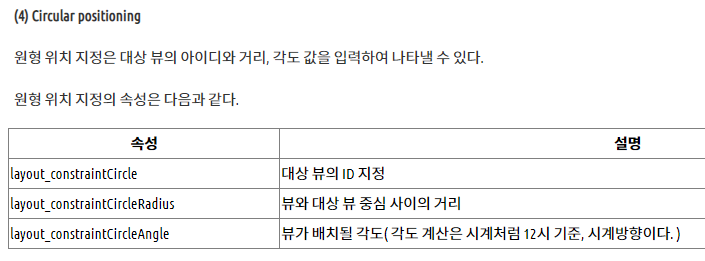 (4) Circular positioning
원형 위치 지정은 대상 뷰의 아이디와 거리, 각도 값을 입력하여 나타낼 수 있다.
원형 위치 지정의 속성은 다음과 같다.
속성 설명
layout_constraintCircle 대상 뷰의 ID 지정
layout_constraintCircleRadius 뷰와 대상 뷰 중심 사이의 거리
layout_constraintCircleAngle 뷰가 배치될 각도( 각도 계산은 시계처럼 12시 기준, 시계방향이다. )